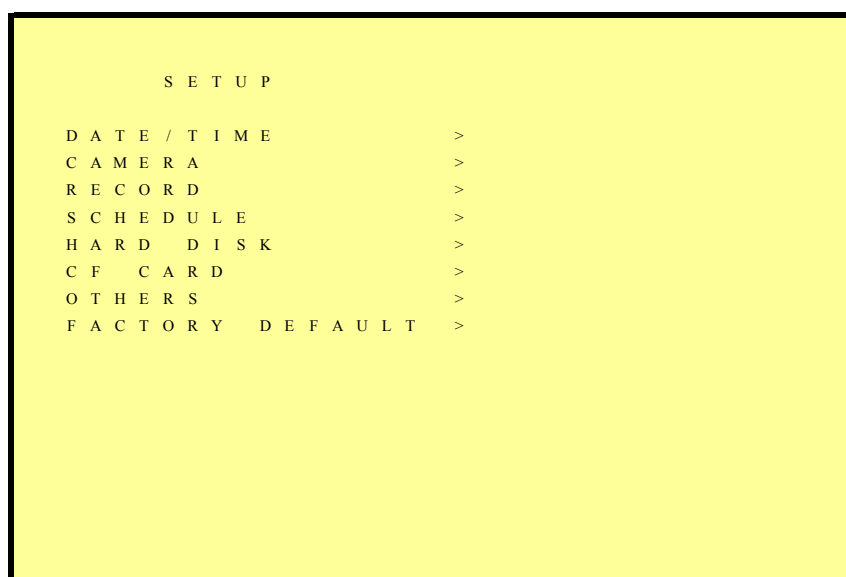 SETUP
DATE/TIME >
CAMERA >
RECORD >
SCHEDULE >
HARD DISK >
CF CARD >
OTHERS >
FACTORY DEFAULT >